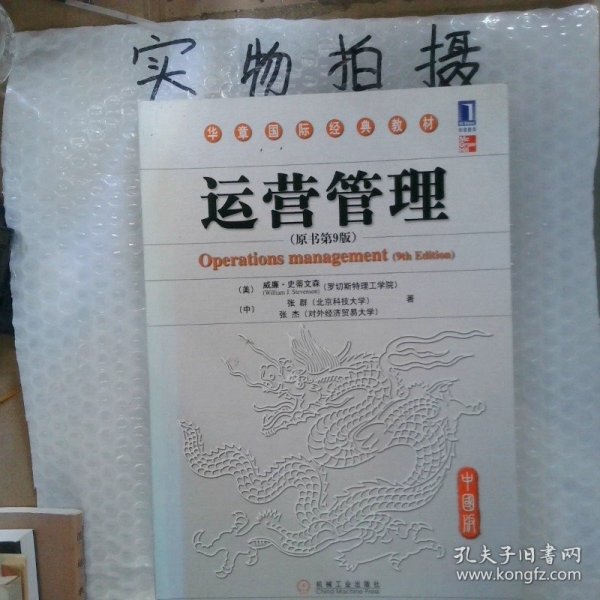 实物拍摄
华章国际经典教材
运营管理
（原书第9版）
Operations management (9th Edition)
（美） 威廉·史蒂文森（罗切斯特理工学院）
(William J. Stevenson)
（中） 张 群（北京科技大学） 著
张 杰（对外经济贸易大学）
中國版
机械工业出版社
China Machine Press
孔夫子旧书网
www.kongfz.com